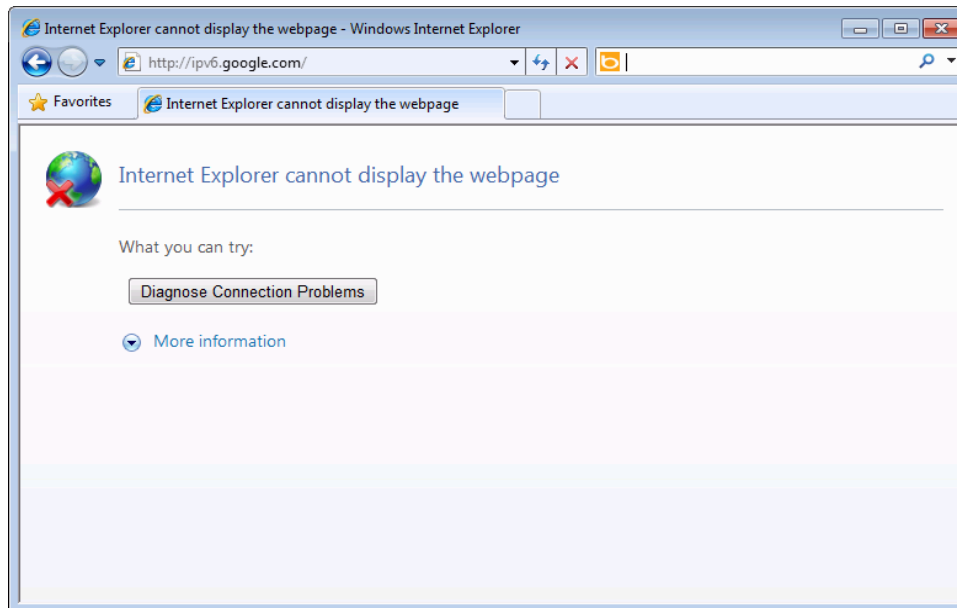 Internet Explorer cannot display the webpage - Windows Internet Explorer
http://ipv6.google.com/
Favorites
Internet Explorer cannot display the webpage
Internet Explorer cannot display the webpage
What you can try:
Diagnose Connection Problems
More information